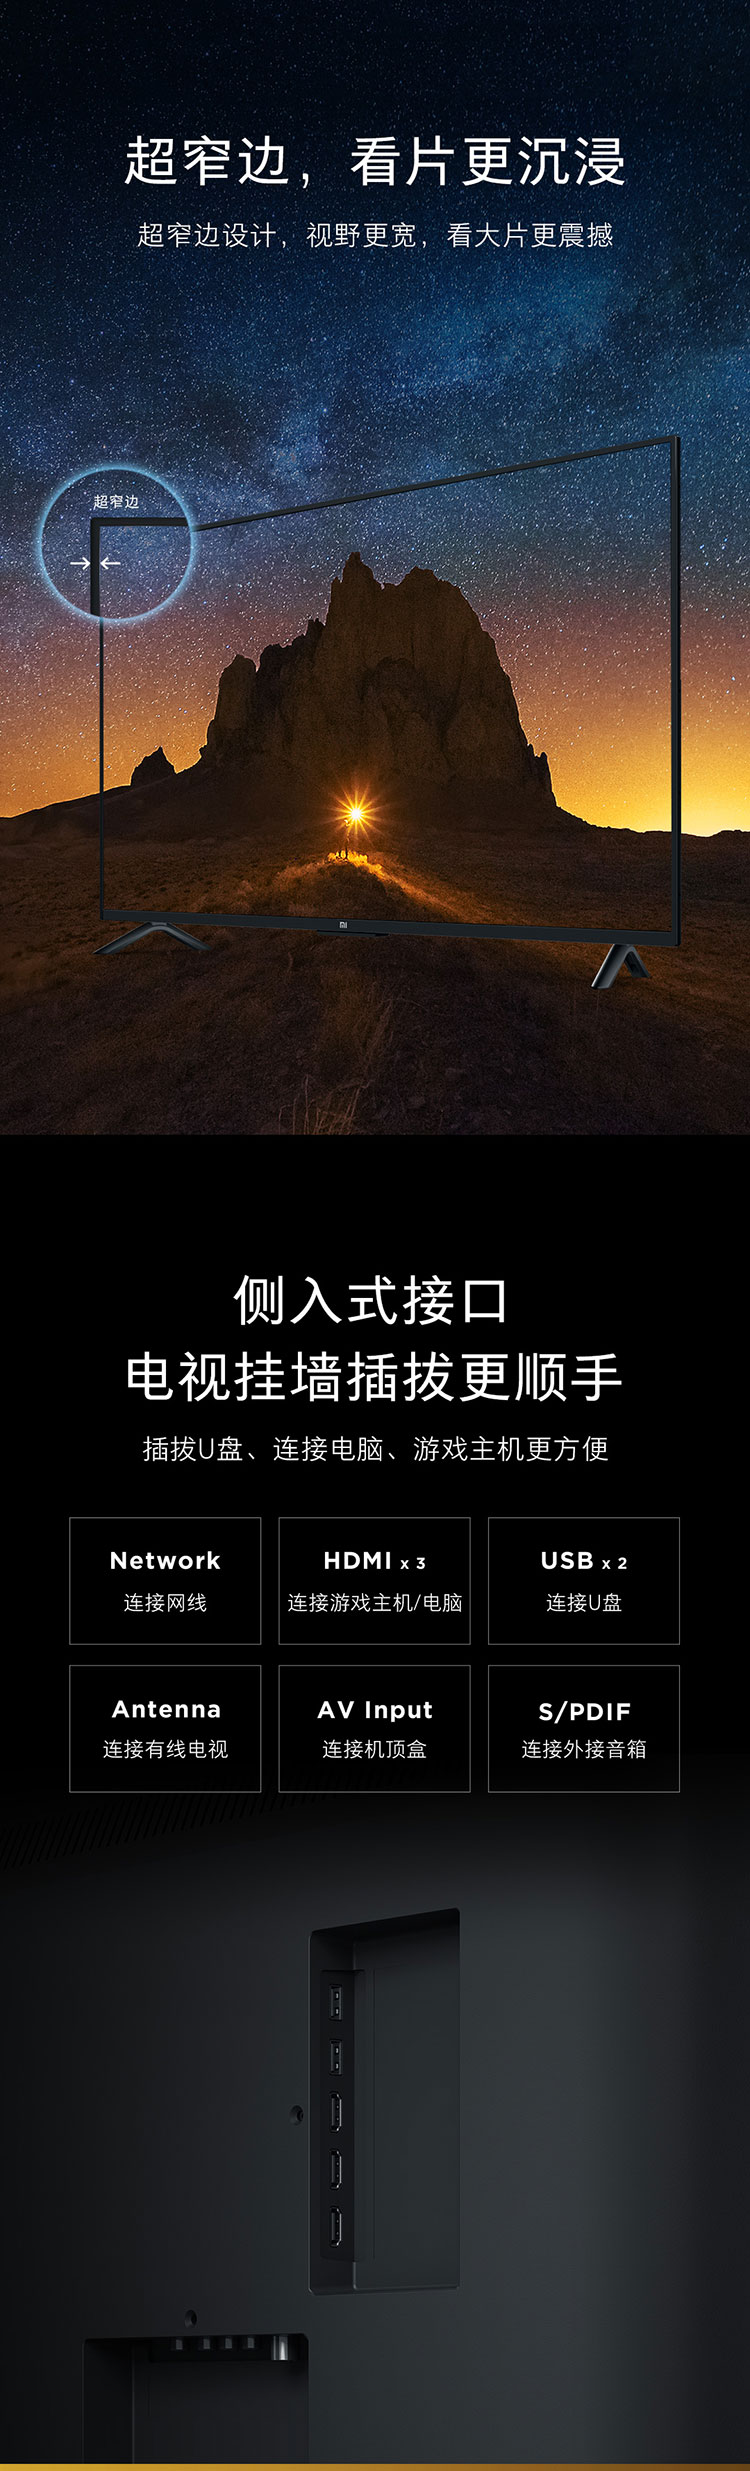 超窄边，看片更沉浸
超窄边设计，视野更宽，看大片更震撼
超窄边
mi
侧入式接口
电视挂墙插拔更顺手
插拔U盘、连接电脑、游戏主机更方便
Network
连接网线
HDMI x 3
连接游戏主机/电脑
USB x 2
连接U盘
Antenna
连接有线电视
AV Input
连接机顶盒
S/PDIF
连接外接音箱